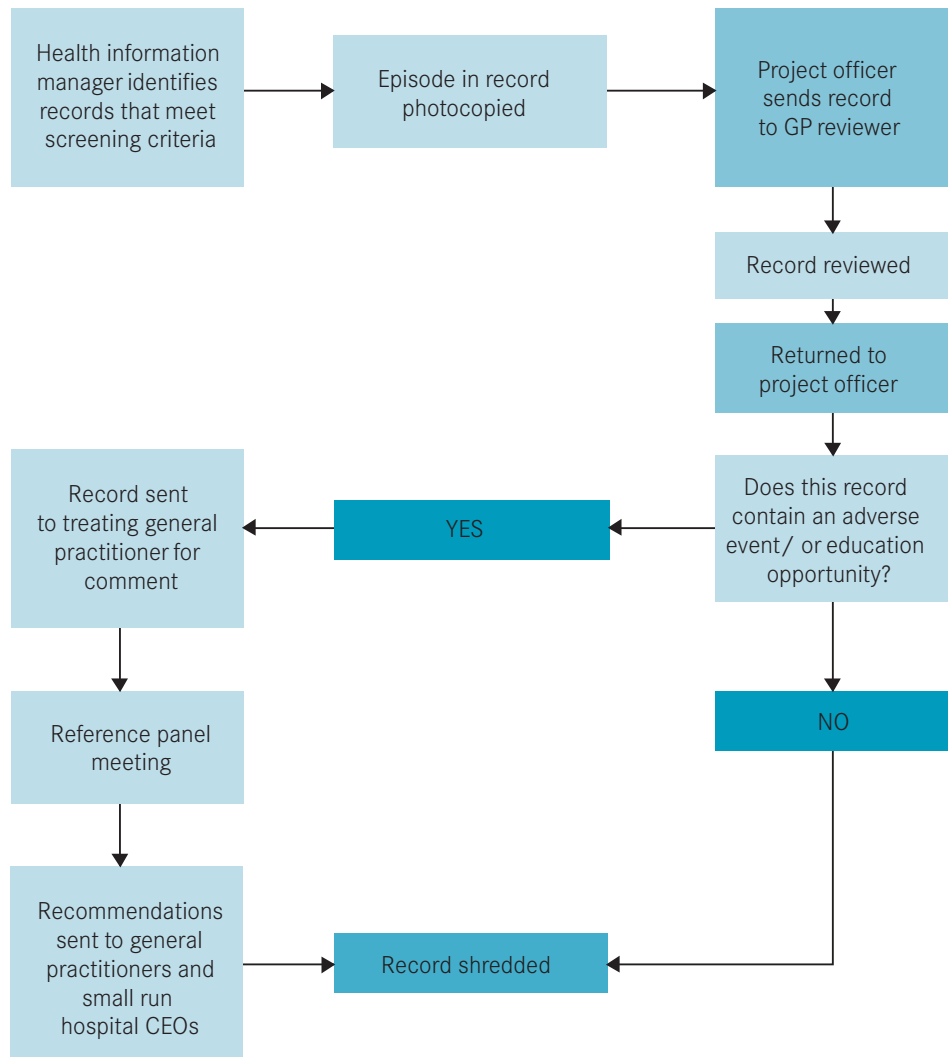 Health information
manager identifies
records that meet
screening criteria
Episode in record
photocopied
Project officer
sends record
to GP reviewer
Record reviewed
Returned to
project officer
Does this record
contain an adverse
event/ or education
opportunity?
YES
Record sent
to treating general
practitioner for
comment
NO
Reference panel
meeting
Recommendations
sent to general
practitioners and
small run
hospital CEOs
Record shredded